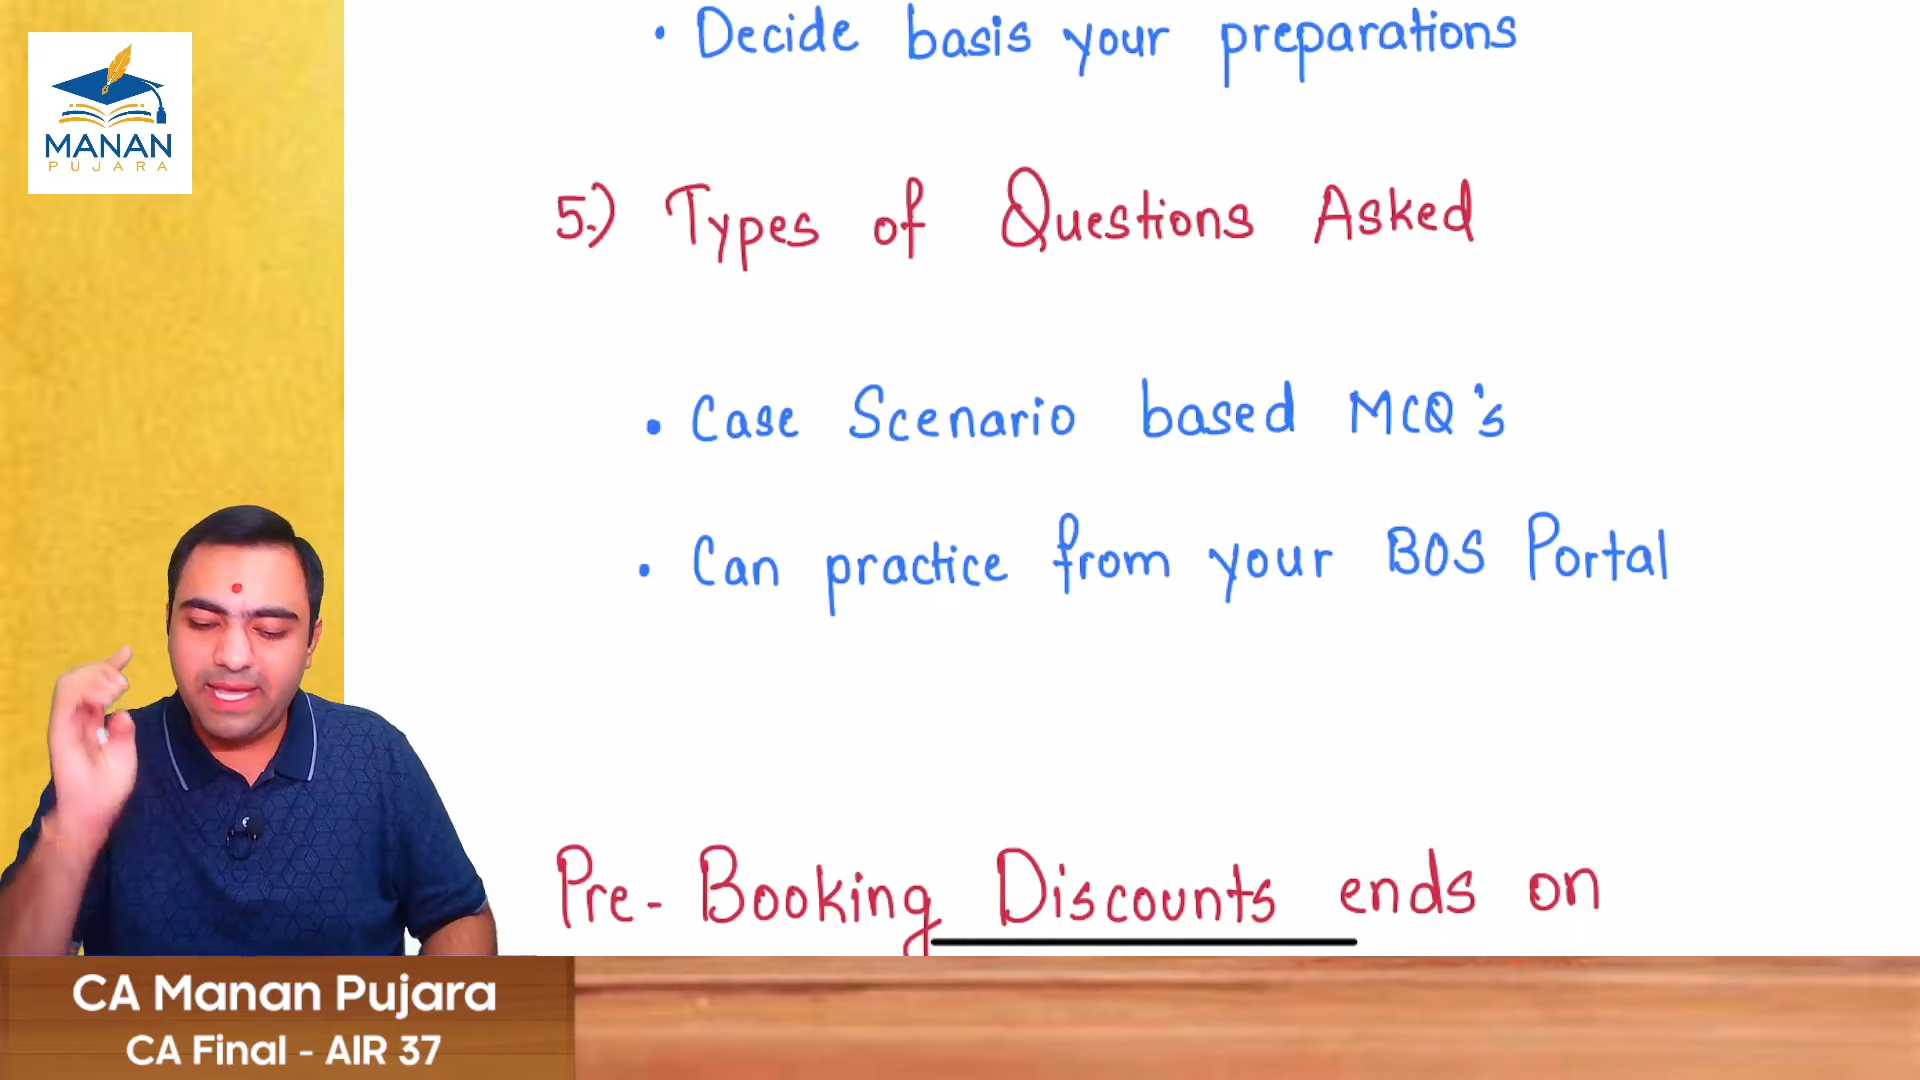 • Decide basis your preparations
MANAN
PUJARA
5.) Types of Questions Asked
• Case Scenario based MCQ's
• Can practice from your BOS Portal
Pre-Booking Discounts ends on
CA Manan Pujara
CA Final - AIR 37